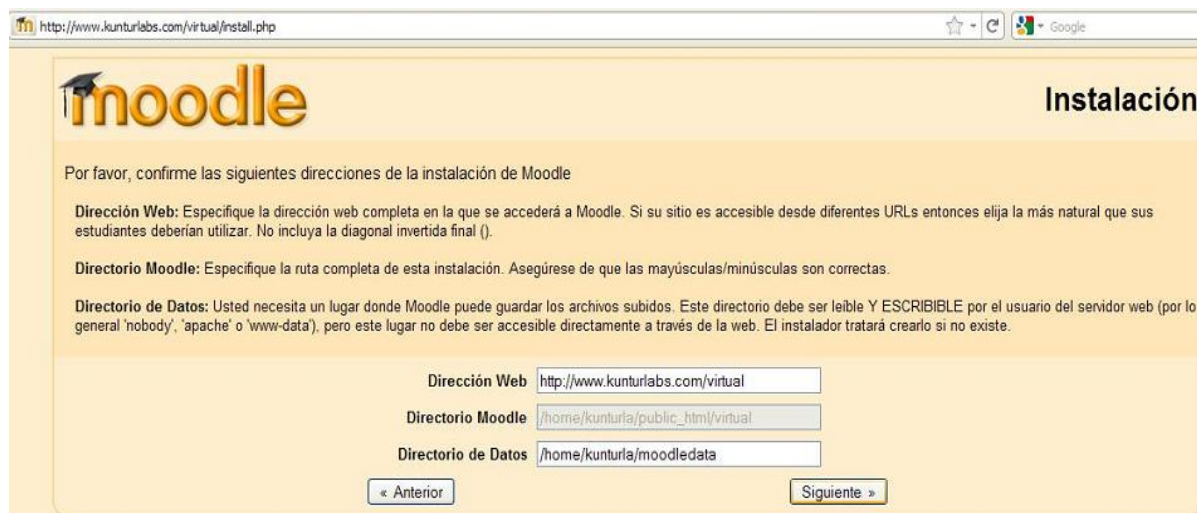 http://www.kunturlabs.com/virtual/install.php
Google
moodle
Instalación
Por favor, confirme las siguientes direcciones de la instalación de Moodle
Dirección Web: Especifique la dirección web completa en la que se accederá a Moodle. Si su sitio es accesible desde diferentes URLs entonces elija la más natural que sus
estudiantes deberían utilizar. No incluya la diagonal invertida final ().
Directorio Moodle: Especifique la ruta completa de esta instalación. Asegúrese de que las mayúsculas/minúsculas son correctas.
Directorio de Datos: Usted necesita un lugar donde Moodle puede guardar los archivos subidos. Este directorio debe ser leíble Y ESCRIBIBLE por el usuario del servidor web (por lo
general 'nobody', 'apache' o 'www-data'), pero este lugar no debe ser accesible directamente a través de la web. El instalador tratará crearlo si no existe.
Dirección Web http://www.kunturlabs.com/virtual
Directorio Moodle /home/kunturla/public_html/virtual
Directorio de Datos /home/kunturla/moodledata
« Anterior Siguiente »